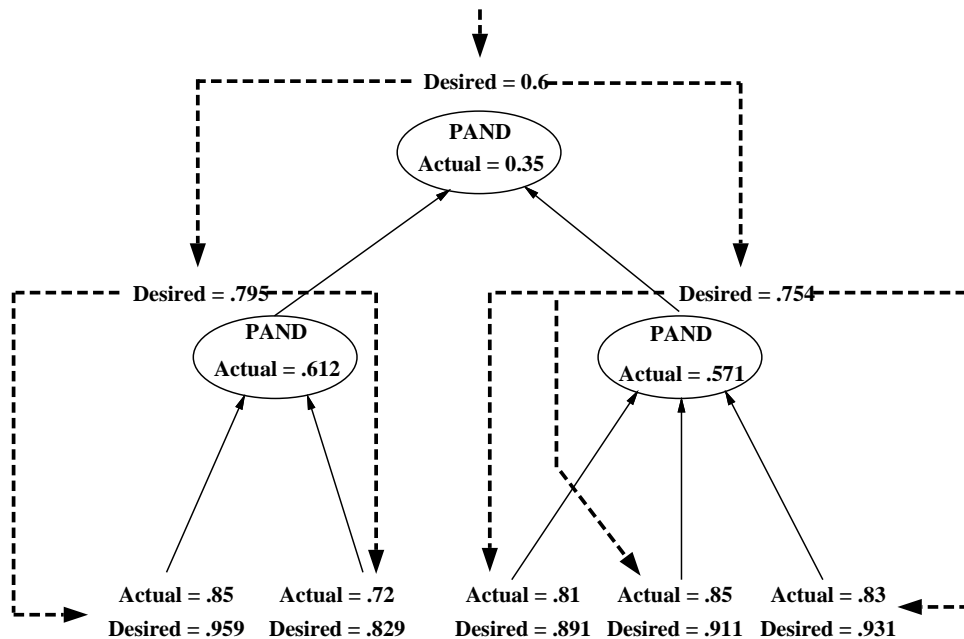 Desired = 0.6
PAND
Actual = 0.35
Desired = .795
Desired = .754
PAND
Actual = .612
PAND
Actual = .571
Actual = .85
Desired = .959
Actual = .72
Desired = .829
Actual = .81
Desired = .891
Actual = .85
Desired = .911
Actual = .83
Desired = .931